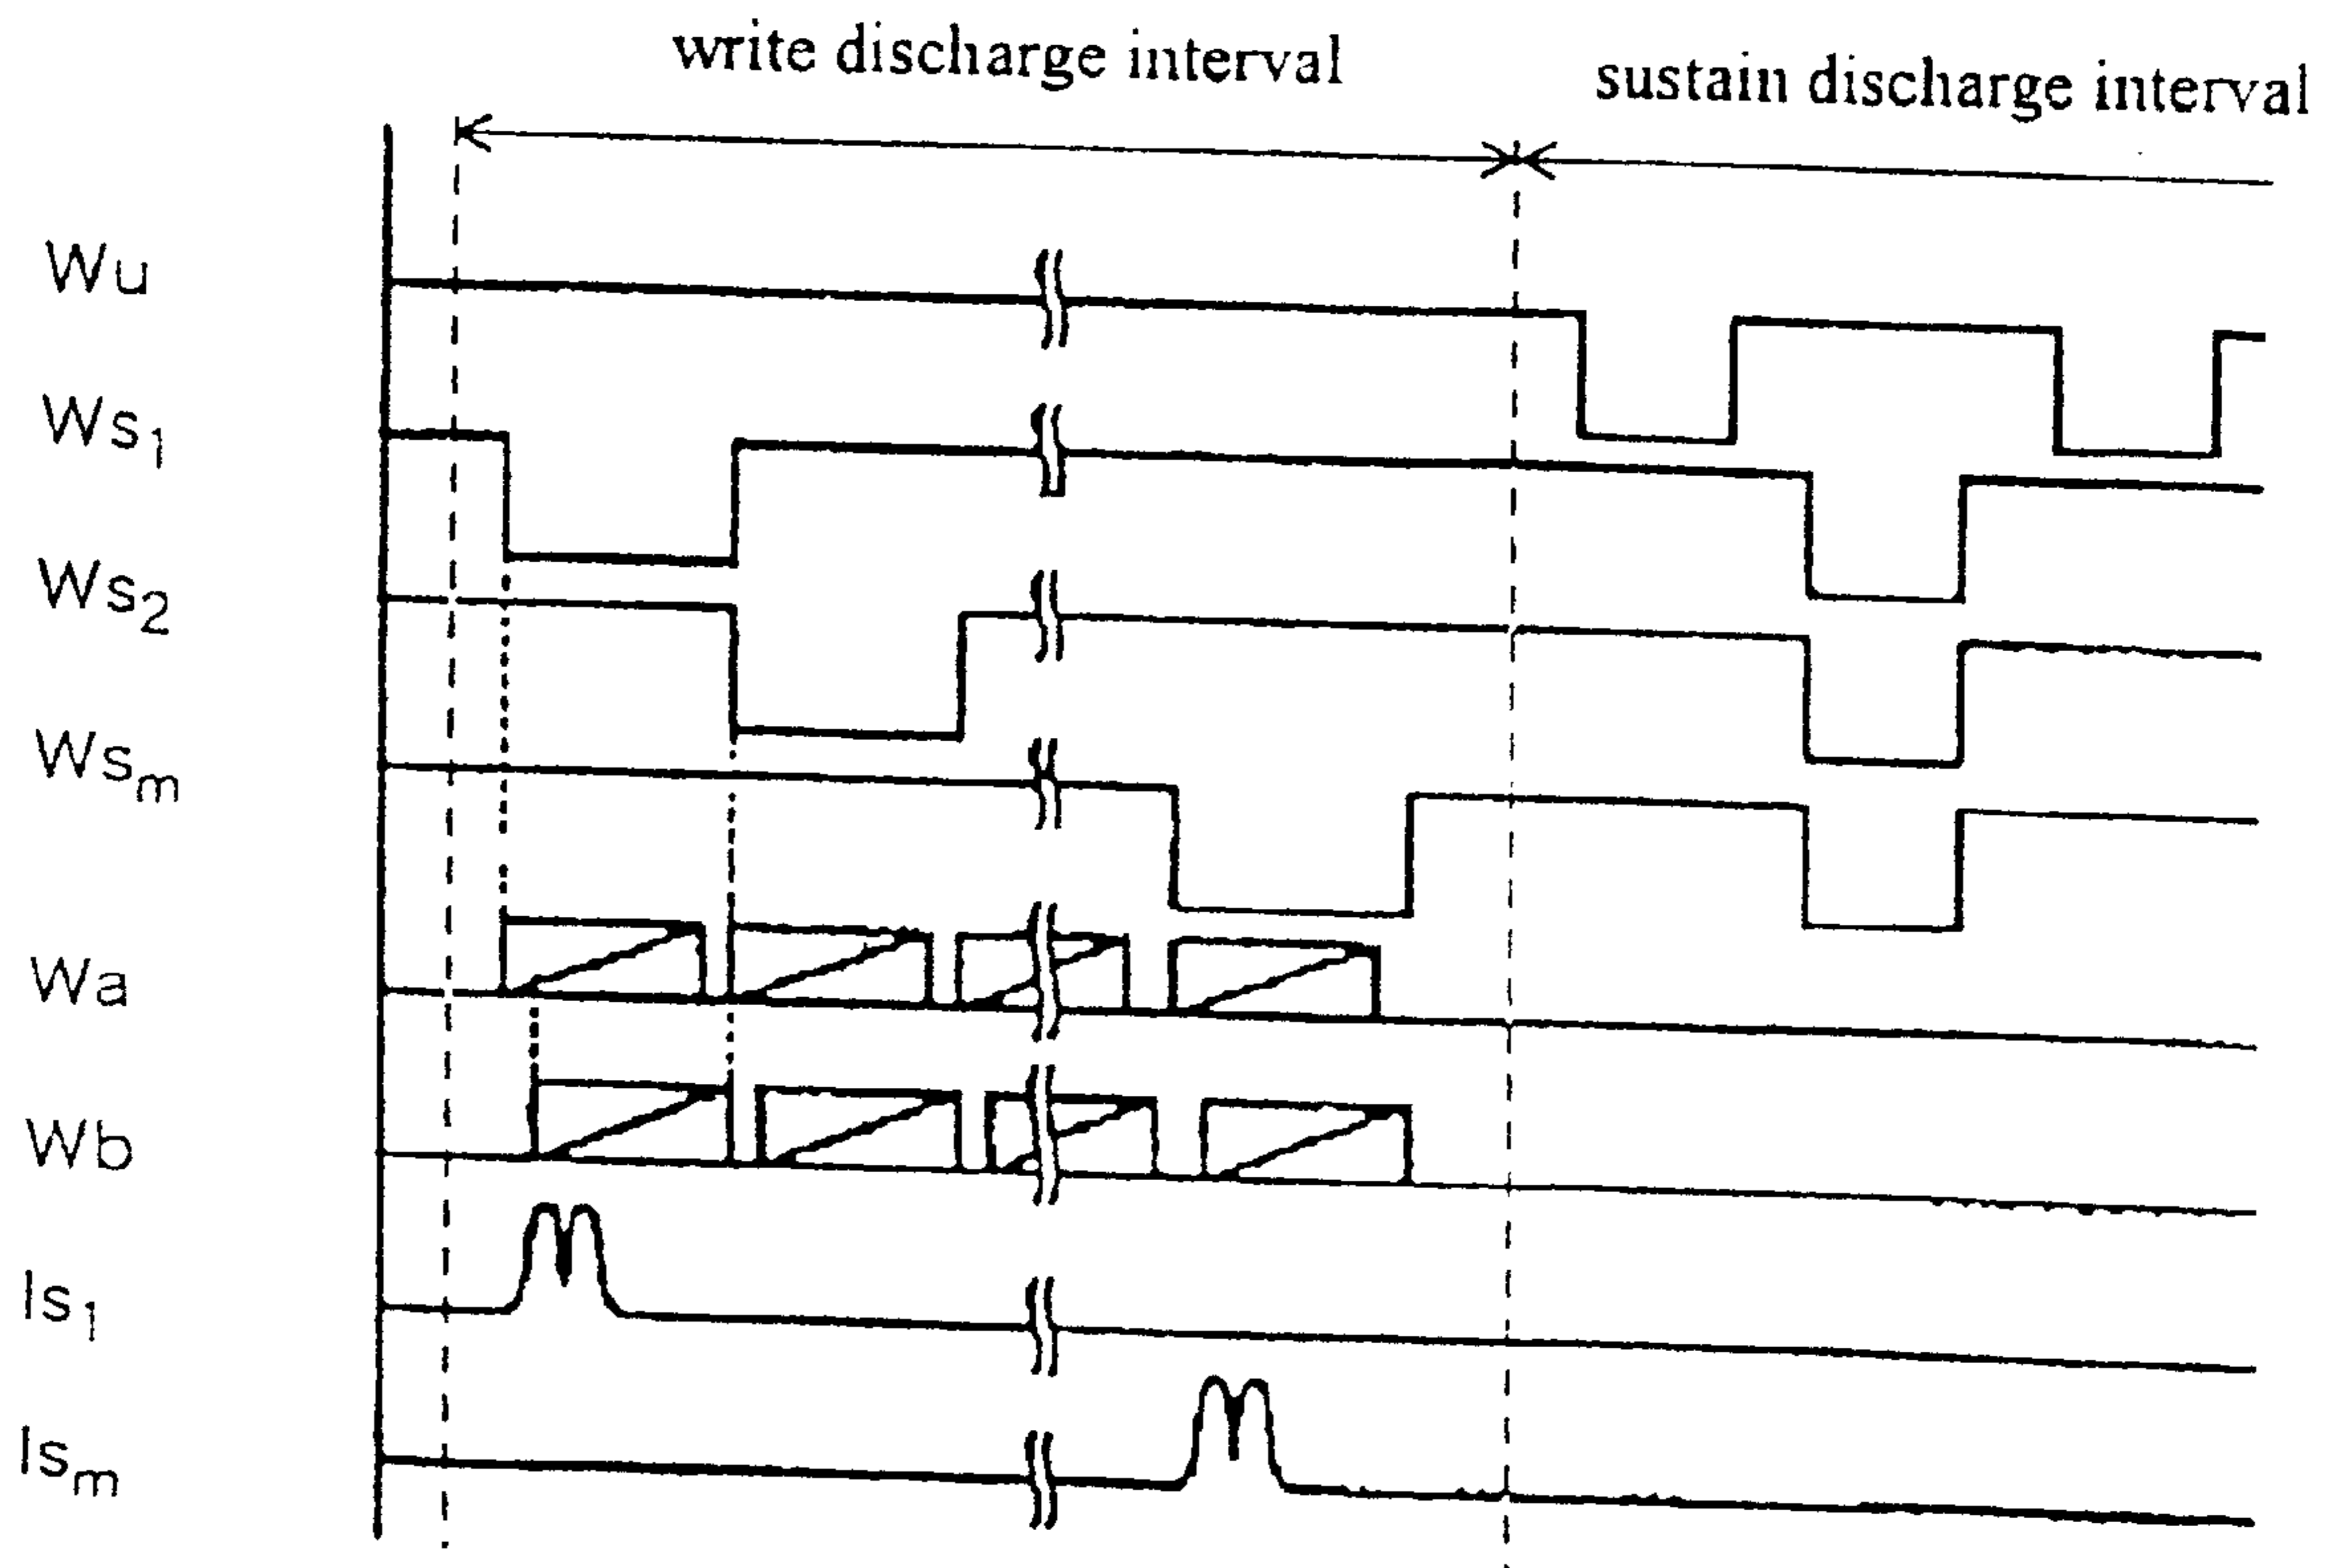 write discharge interval
sustain discharge interval
Wu
Ws1
Ws2
Wsm
Wa
Wb
Is1
Ism